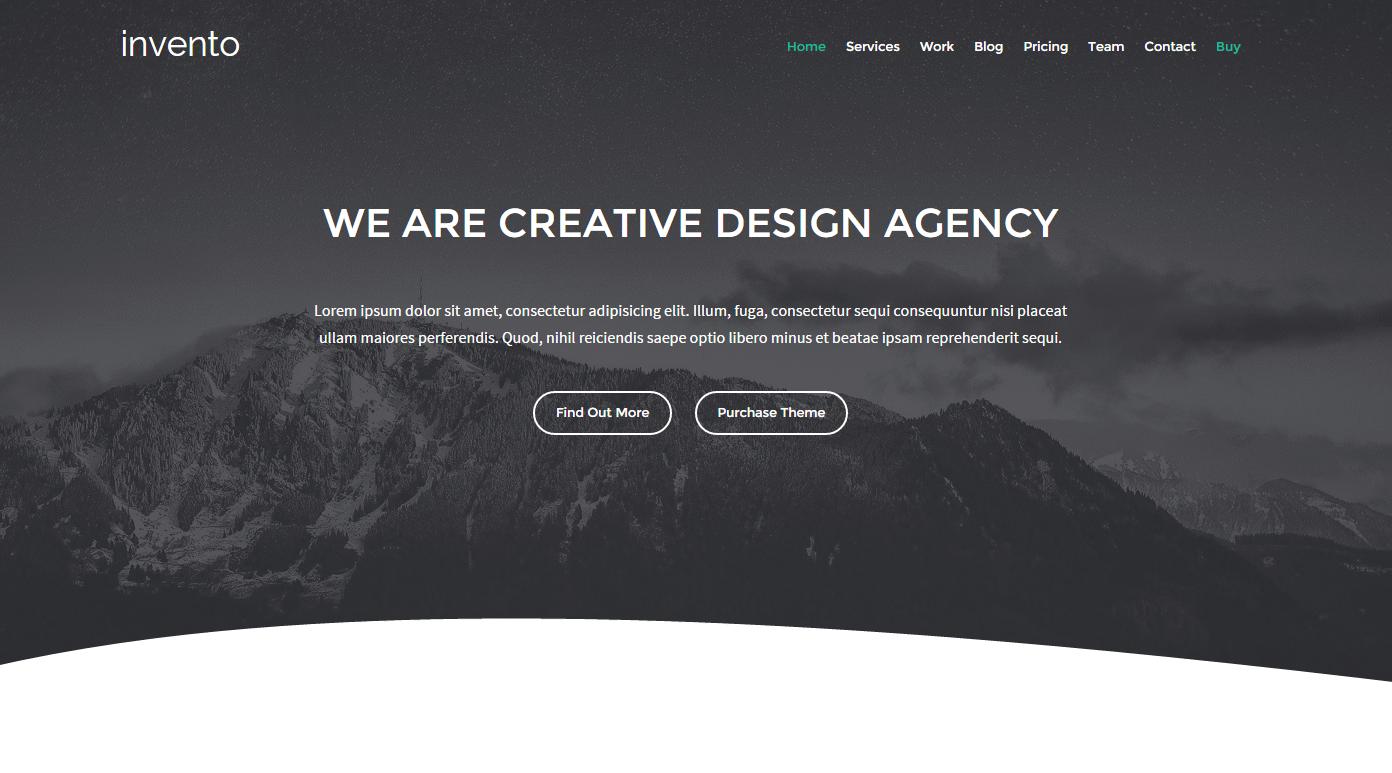 invento
Home Services Work Blog Pricing Team Contact Buy
WE ARE CREATIVE DESIGN AGENCY
Lorem ipsum dolor sit amet, consectetur adipisicing elit. Illum, fuga, consectetur sequi consequuntur nisi placeat
ullam maiores perferendis. Quod, nihil reiciendis saepe optio libero minus et beatae ipsam reprehenderit sequi.
Find Out More Purchase Theme